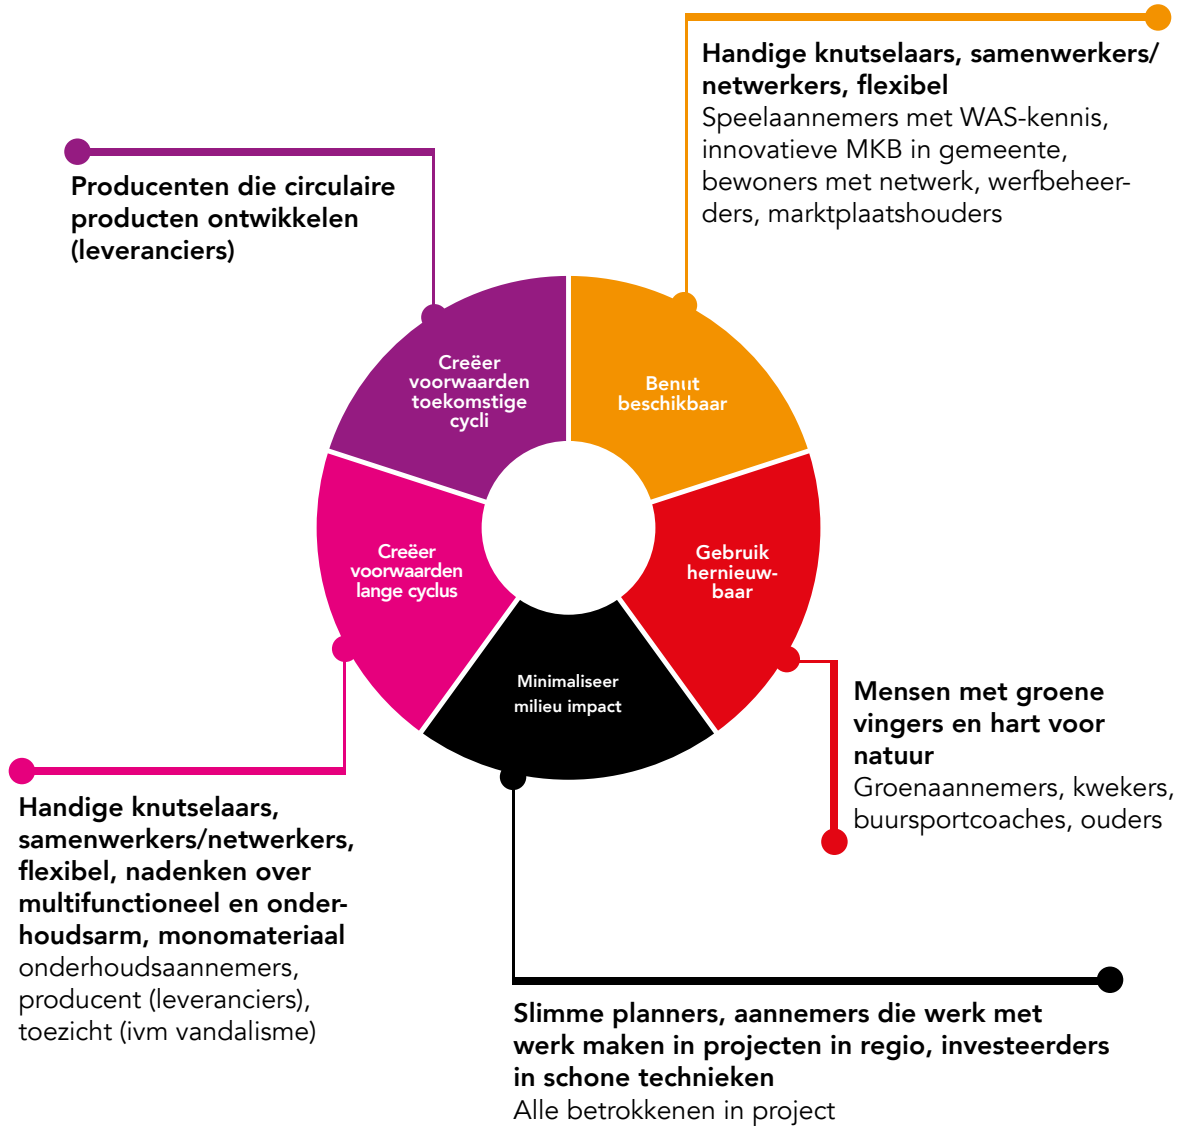 Handige knutselaars, samenwerkers/
netwerkers, flexibel
Speelaannemers met WAS-kennis,
innovatieve MKB in gemeente,
bewoners met netwerk, werfbeheer-
ders, marktplaatshouders
Producenten die circulaire
producten ontwikkelen
(leveranciers)
Creëer
voorwaarden
toekomstige
cycli
Benut
beschikbaar
Creëer
voorwaarden
lange cyclus
Gebruik
hernieuw-
baar
Minimaliseer
milieu impact
Mensen met groene
vingers en hart voor
natuur
Groenaannemers, kwekers,
buursportcoaches, ouders
Handige knutselaars,
samenwerkers/netwerkers,
flexibel, nadenken over
multifunctioneel en onder-
houdsarm, monomateriaal
onderhoudsaannemers,
producent (leveranciers),
toezicht (ivm vandalisme)
Slimme planners, aannemers die werk met
werk maken in projecten in regio, investeerders
in schone technieken
Alle betrokkenen in project